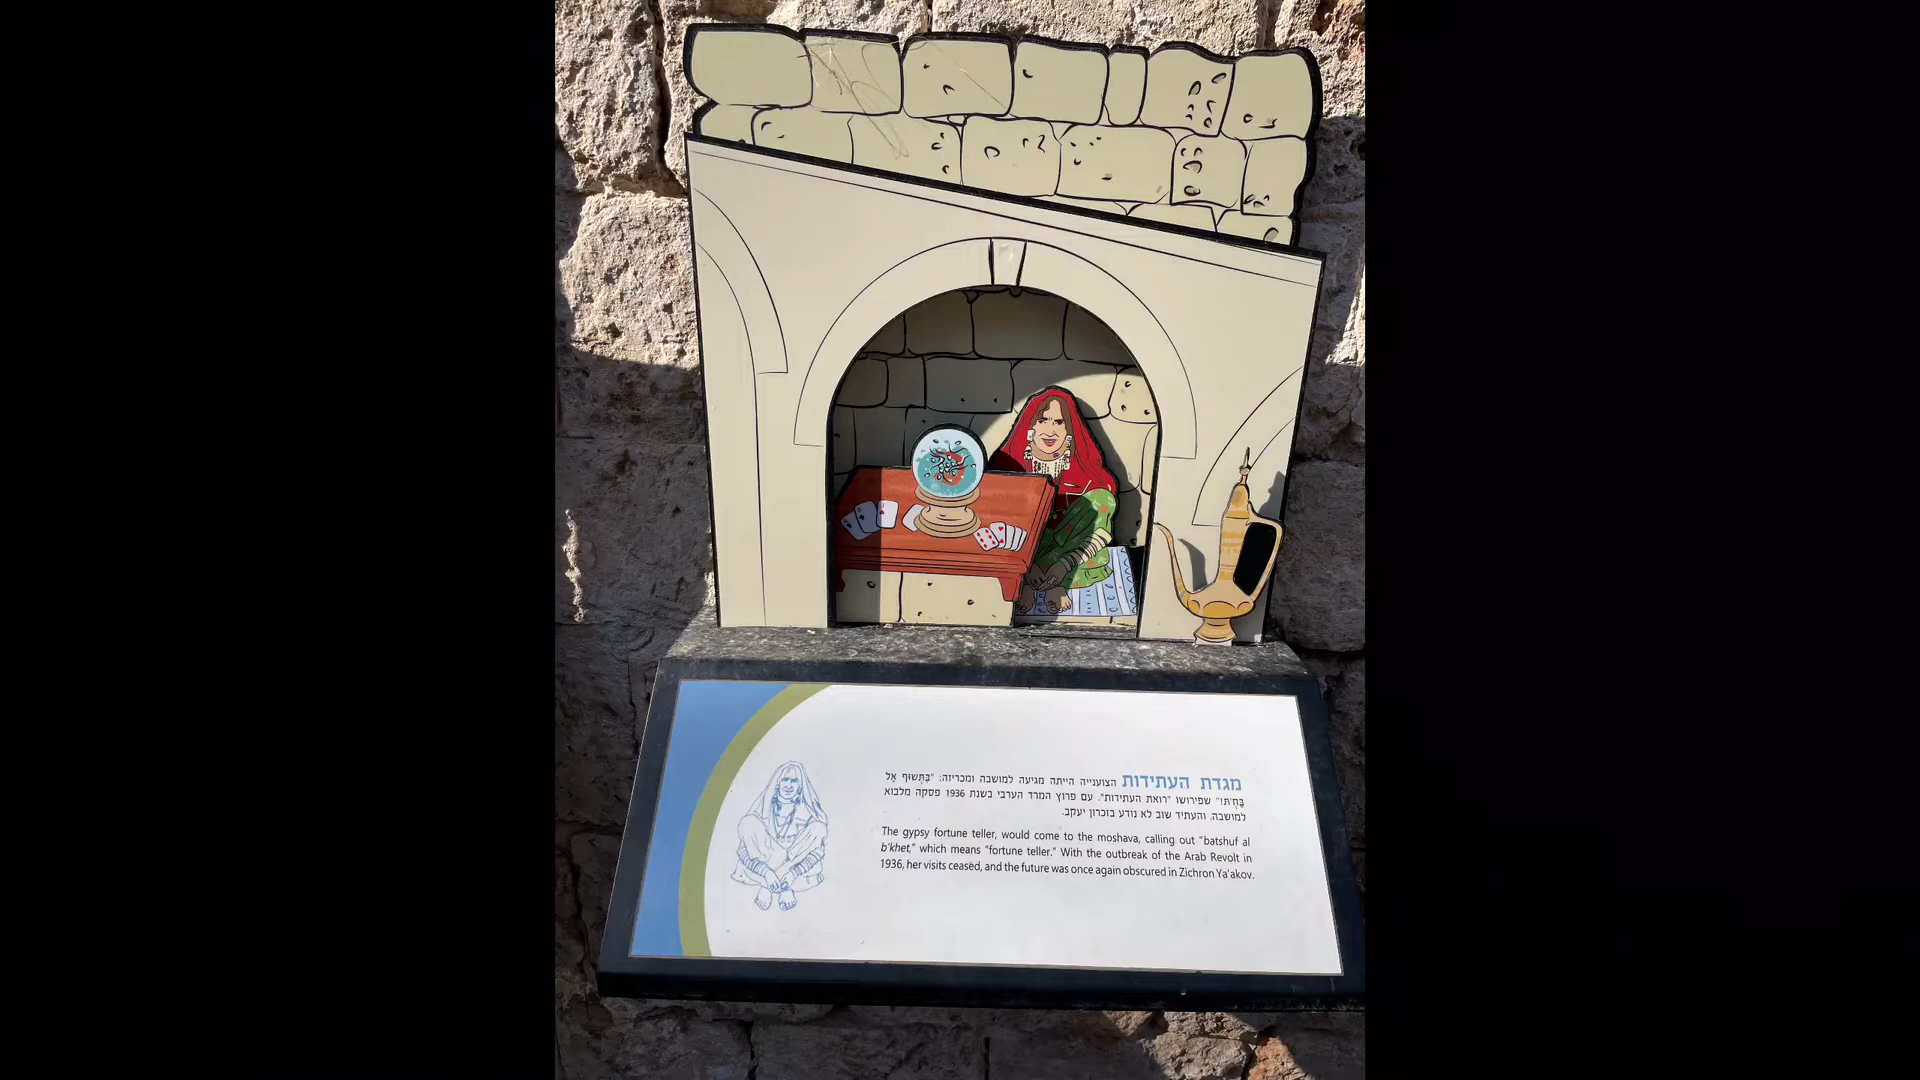 מגדת העתידות הצוענייה הייתה מגיעה למושבה ומכריזה: "בַּתְּשׁוּף אַל
בַּחְ'ת!" שפירושו "רואת העתידות". עם פרוץ המרד הערבי בשנת 1936 פסקה מלבוא
למושבה, והעתיד שוב לא נודע בזכרון יעקב.
The gypsy fortune teller, would come to the moshava, calling out "batshuf al
b'khet," which means "fortune teller." With the outbreak of the Arab Revolt in
1936, her visits ceased, and the future was once again obscured in Zichron Ya'akov.